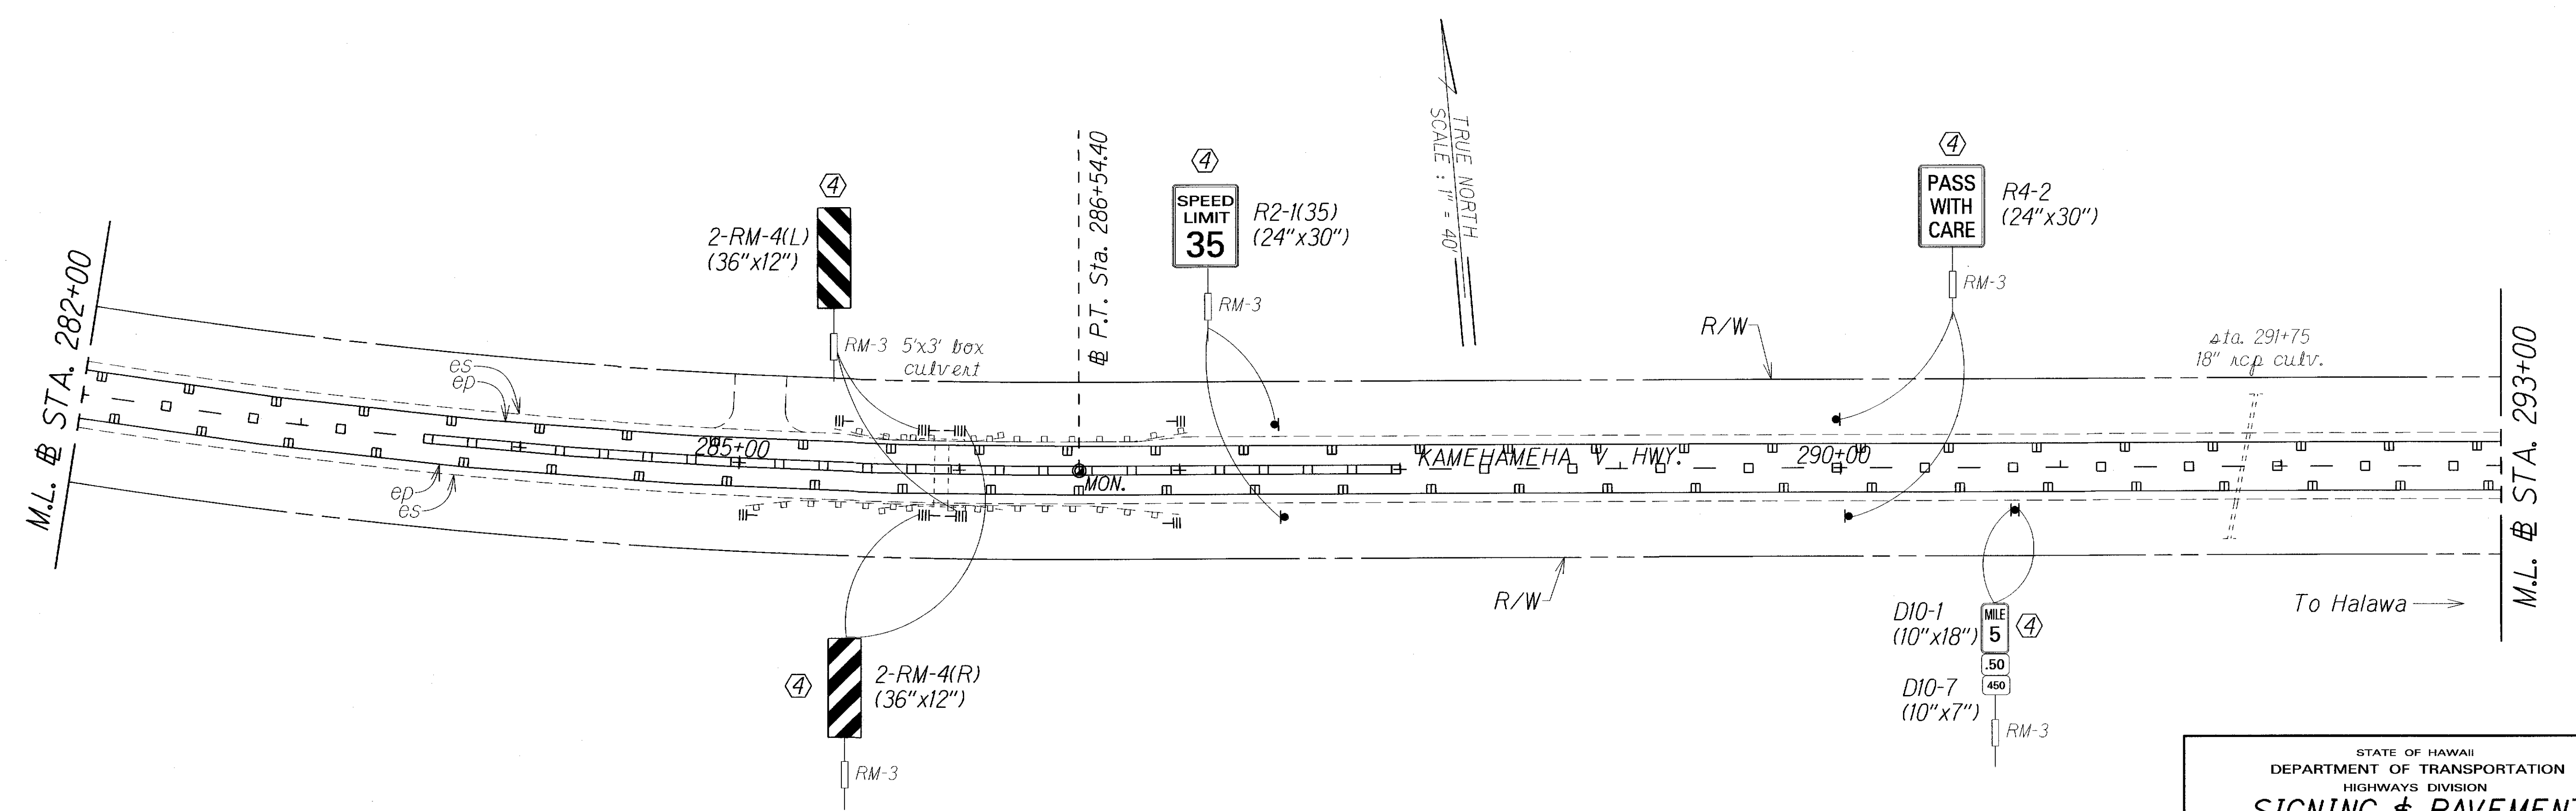 M.L. ℄ STA. 282+00
es
ep
ep
es
4
2-RM-4(L)
(36"x12")
RM-3
5'x3' box
culvert
285+00
℄ P.T. Sta. 286+54.40
MON.
4
SPEED
LIMIT
35
R2-1(35)
(24"x30")
RM-3
TRUE NORTH
SCALE : 1" = 40'
KAMEHAMEHA V HWY.
290+00
R/W
R/W
4
PASS
WITH
CARE
R4-2
(24"x30")
RM-3
sta. 291+75
18" rcp culv.
M.L. ℄ STA. 293+00
To Halawa
4
2-RM-4(R)
(36"x12")
RM-3
D10-1
(10"x18")
MILE
5
4
.50
450
D10-7
(10"x7")
RM-3
STATE OF HAWAII
DEPARTMENT OF TRANSPORTATION
HIGHWAYS DIVISION
SIGNING & PAVEMENT